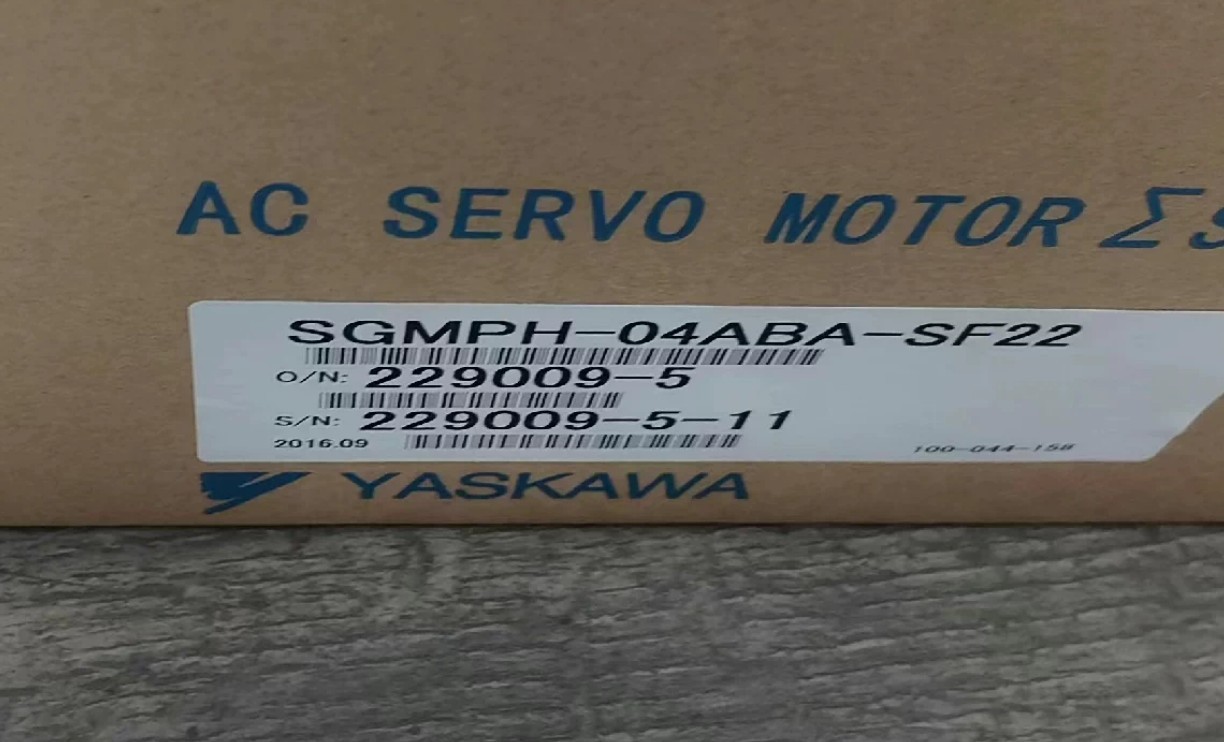 AC SERVO MOTOR Σ S
SGMPH-04ABA-SF22
O/N: 229009-5
S/N: 229009-5-11
2016.09
100-044-158
YASKAWA